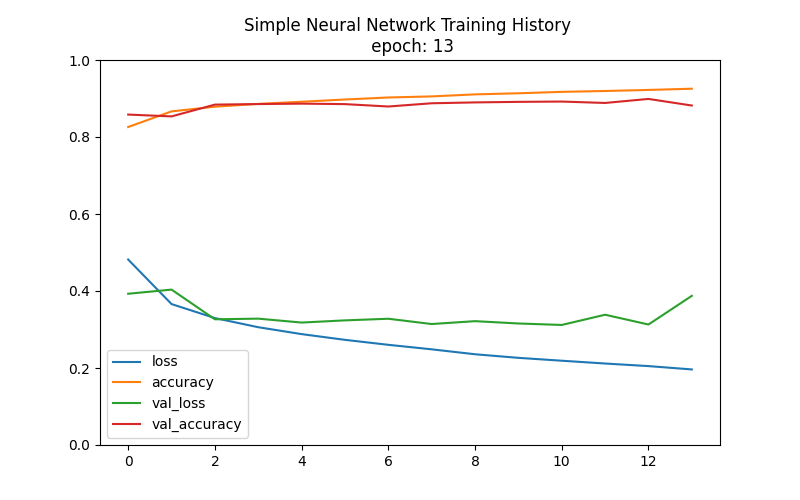 Simple Neural Network Training History
epoch: 13
1.0
0.8
0.6
0.4
0.2
0.0
loss
accuracy
val_loss
val_accuracy
0 2 4 6 8 10 12